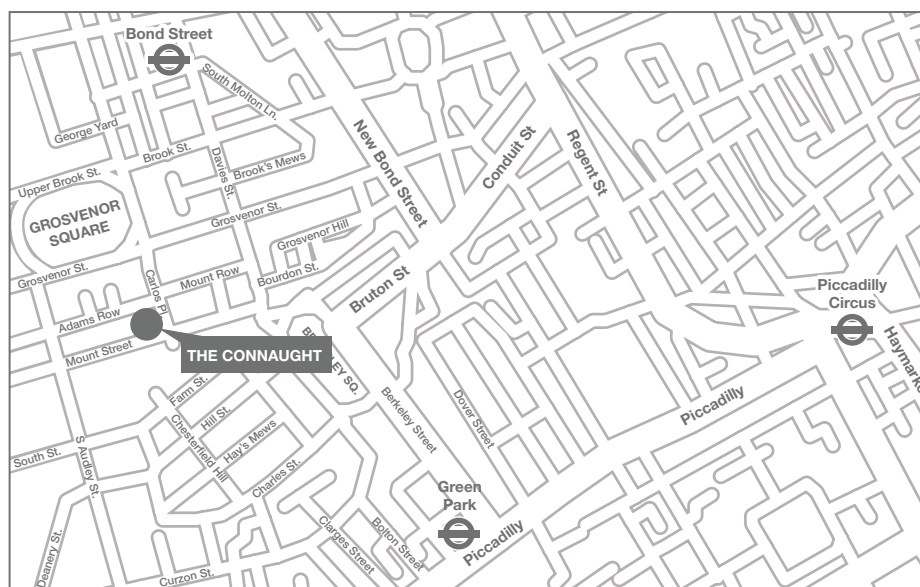 Bond Street
South Molton Ln.
George Yard
Brook St.
Davies St.
Brook's Mews
New Bond Street
Conduit St
Regent St
Upper Brook St.
GROSVENOR
SQUARE
Grosvenor St.
Grosvenor Hill
Grosvenor St.
Mount Row
Bourdon St.
Carlos Pl
Bruton St
Piccadilly
Circus
Adams Row
Mount Street
THE CONNAUGHT
SQ.
Haymark
Farm St.
Hill St.
Hay's Mews
Chesterfield Hill
Charles St.
Berkeley Street
Dover Street
Piccadilly
S Audley St.
South St.
Green
Park
Piccadilly
Clarges Street
Bolton Street
Deanery St.
Curzon St.